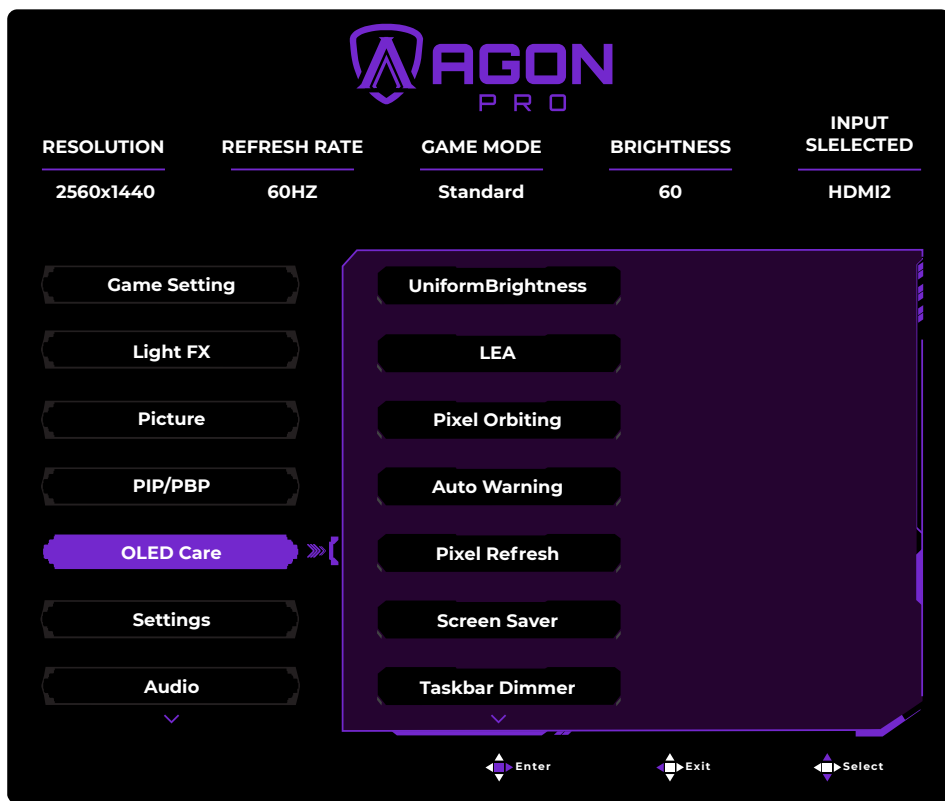 AGON
PRO
RESOLUTION REFRESH RATE GAME MODE BRIGHTNESS INPUT
SLELECTED
2560x1440 60HZ Standard 60 HDMI2
Game Setting UniformBrightness
Light FX LEA
Picture Pixel Orbiting
PIP/PBP Auto Warning
OLED Care Pixel Refresh
Settings Screen Saver
Audio Taskbar Dimmer
Enter Exit Select